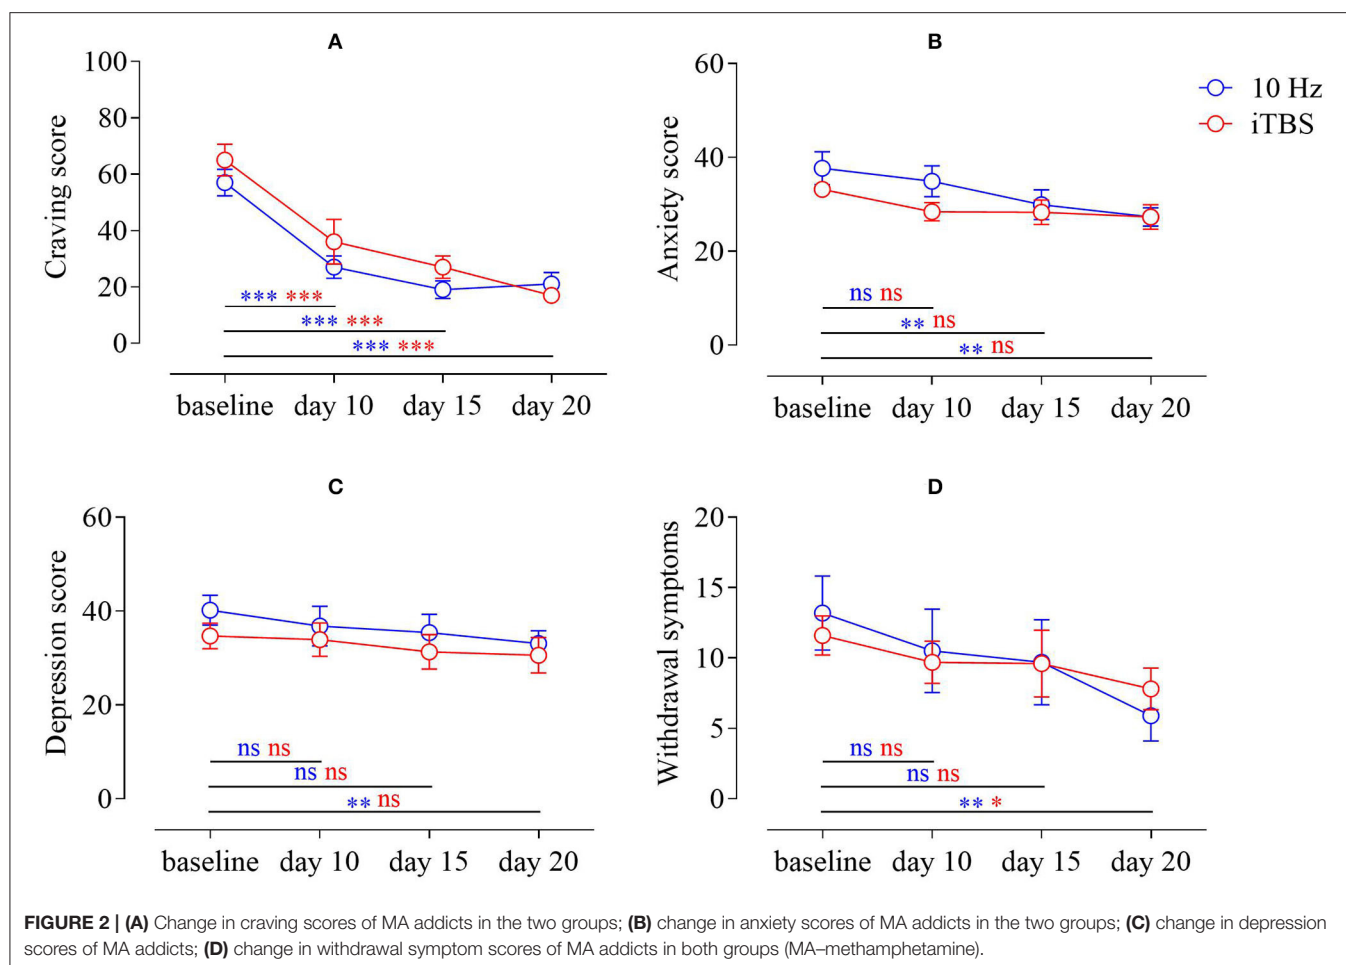 A
100
80
60
40
20
0
Craving score
*** ***
*** ***
*** ***
baseline day 10 day 15 day 20
B
60
40
20
0
Anxiety score
10 Hz
iTBS
ns ns
** ns
** ns
baseline day 10 day 15 day 20
C
60
40
20
0
Depression score
ns ns
ns ns
** ns
baseline day 10 day 15 day 20
D
20
15
10
5
0
Withdrawal symptoms
ns ns
ns ns
** *
baseline day 10 day 15 day 20
FIGURE 2 | (A) Change in craving scores of MA addicts in the two groups; (B) change in anxiety scores of MA addicts in the two groups; (C) change in depression
scores of MA addicts; (D) change in withdrawal symptom scores of MA addicts in both groups (MA–methamphetamine).